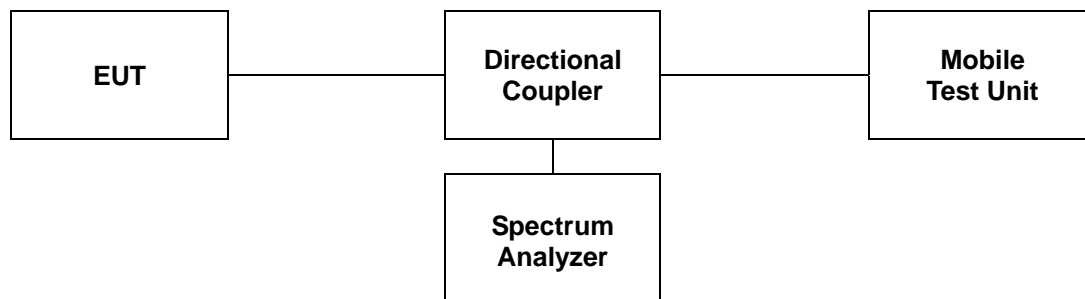 EUT
Directional
Coupler
Mobile
Test Unit
Spectrum
Analyzer